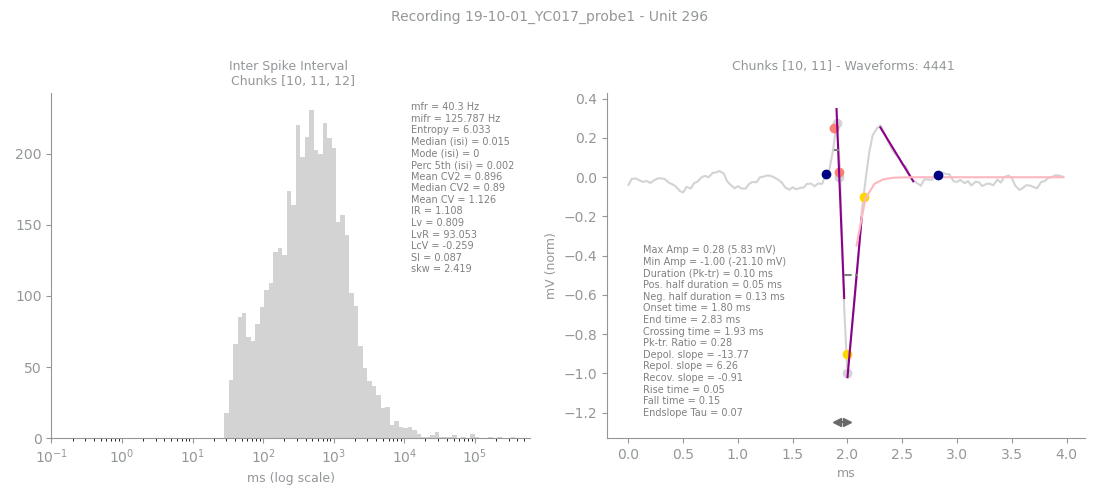 Recording 19-10-01_YC017_probe1 - Unit 296
Inter Spike Interval
Chunks [10, 11, 12]
mfr = 40.3 Hz
mifr = 125.787 Hz
Entropy = 6.033
Median (isi) = 0.015
Mode (isi) = 0
Perc 5th (isi) = 0.002
Mean CV2 = 0.896
Median CV2 = 0.89
Mean CV = 1.126
IR = 1.108
Lv = 0.809
LvR = 93.053
LcV = -0.259
SI = 0.087
skw = 2.419
200
150
100
50
0
10⁻¹ 10⁰ 10¹ 10² 10³ 10⁴ 10⁵
ms (log scale)
Chunks [10, 11] - Waveforms: 4441
mV (norm)
0.4
0.2
0.0
−0.2
−0.4
−0.6
−0.8
−1.0
−1.2
Max Amp = 0.28 (5.83 mV)
Min Amp = -1.00 (-21.10 mV)
Duration (Pk-tr) = 0.10 ms
Pos. half duration = 0.05 ms
Neg. half duration = 0.13 ms
Onset time = 1.80 ms
End time = 2.83 ms
Crossing time = 1.93 ms
Pk-tr. Ratio = 0.28
Depol. slope = -13.77
Repol. slope = 6.26
Recov. slope = -0.91
Rise time = 0.05
Fall time = 0.15
Endslope Tau = 0.07
0.0 0.5 1.0 1.5 2.0 2.5 3.0 3.5 4.0
ms